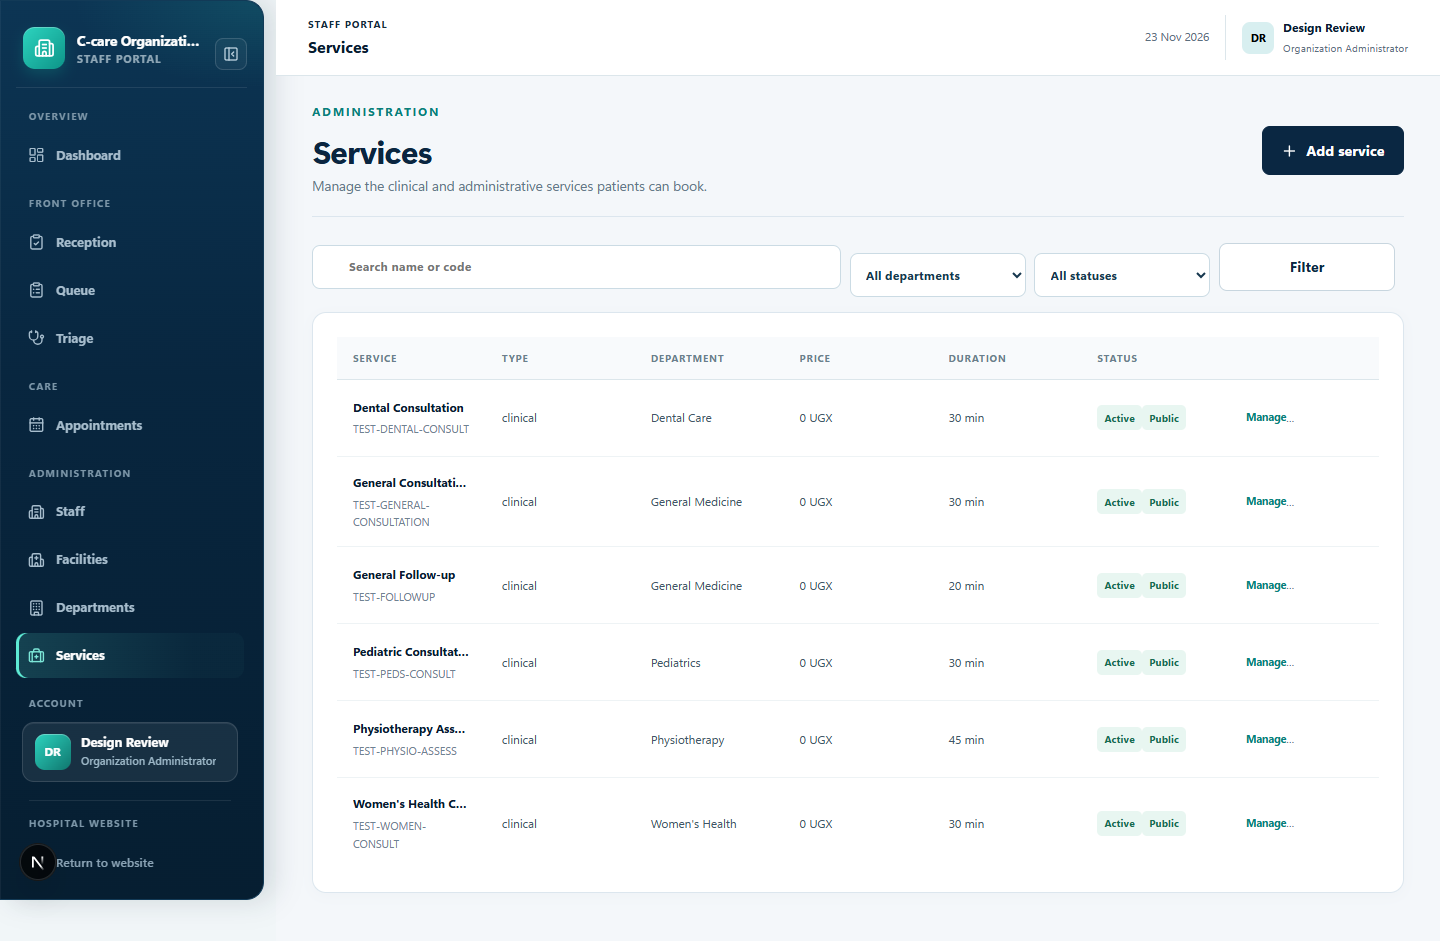 C-care Organizati...
STAFF PORTAL
OVERVIEW
Dashboard
FRONT OFFICE
Reception
Queue
Triage
CARE
Appointments
ADMINISTRATION
Staff
Facilities
Departments
Services
ACCOUNT
DR
Design Review
Organization Administrator
HOSPITAL WEBSITE
N
Return to website
STAFF PORTAL
Services
23 Nov 2026
DR
Design Review
Organization Administrator
ADMINISTRATION
Services
Manage the clinical and administrative services patients can book.
+ Add service
Search name or code
All departments
All statuses
Filter
SERVICE TYPE DEPARTMENT PRICE DURATION STATUS
Dental Consultation
TEST-DENTAL-CONSULT
clinical Dental Care 0 UGX 30 min Active Public Manage...
General Consultati...
TEST-GENERAL-
CONSULTATION
clinical General Medicine 0 UGX 30 min Active Public Manage...
General Follow-up
TEST-FOLLOWUP
clinical General Medicine 0 UGX 20 min Active Public Manage...
Pediatric Consultat...
TEST-PEDS-CONSULT
clinical Pediatrics 0 UGX 30 min Active Public Manage...
Physiotherapy Ass...
TEST-PHYSIO-ASSESS
clinical Physiotherapy 0 UGX 45 min Active Public Manage...
Women's Health C...
TEST-WOMEN-
CONSULT
clinical Women's Health 0 UGX 30 min Active Public Manage...